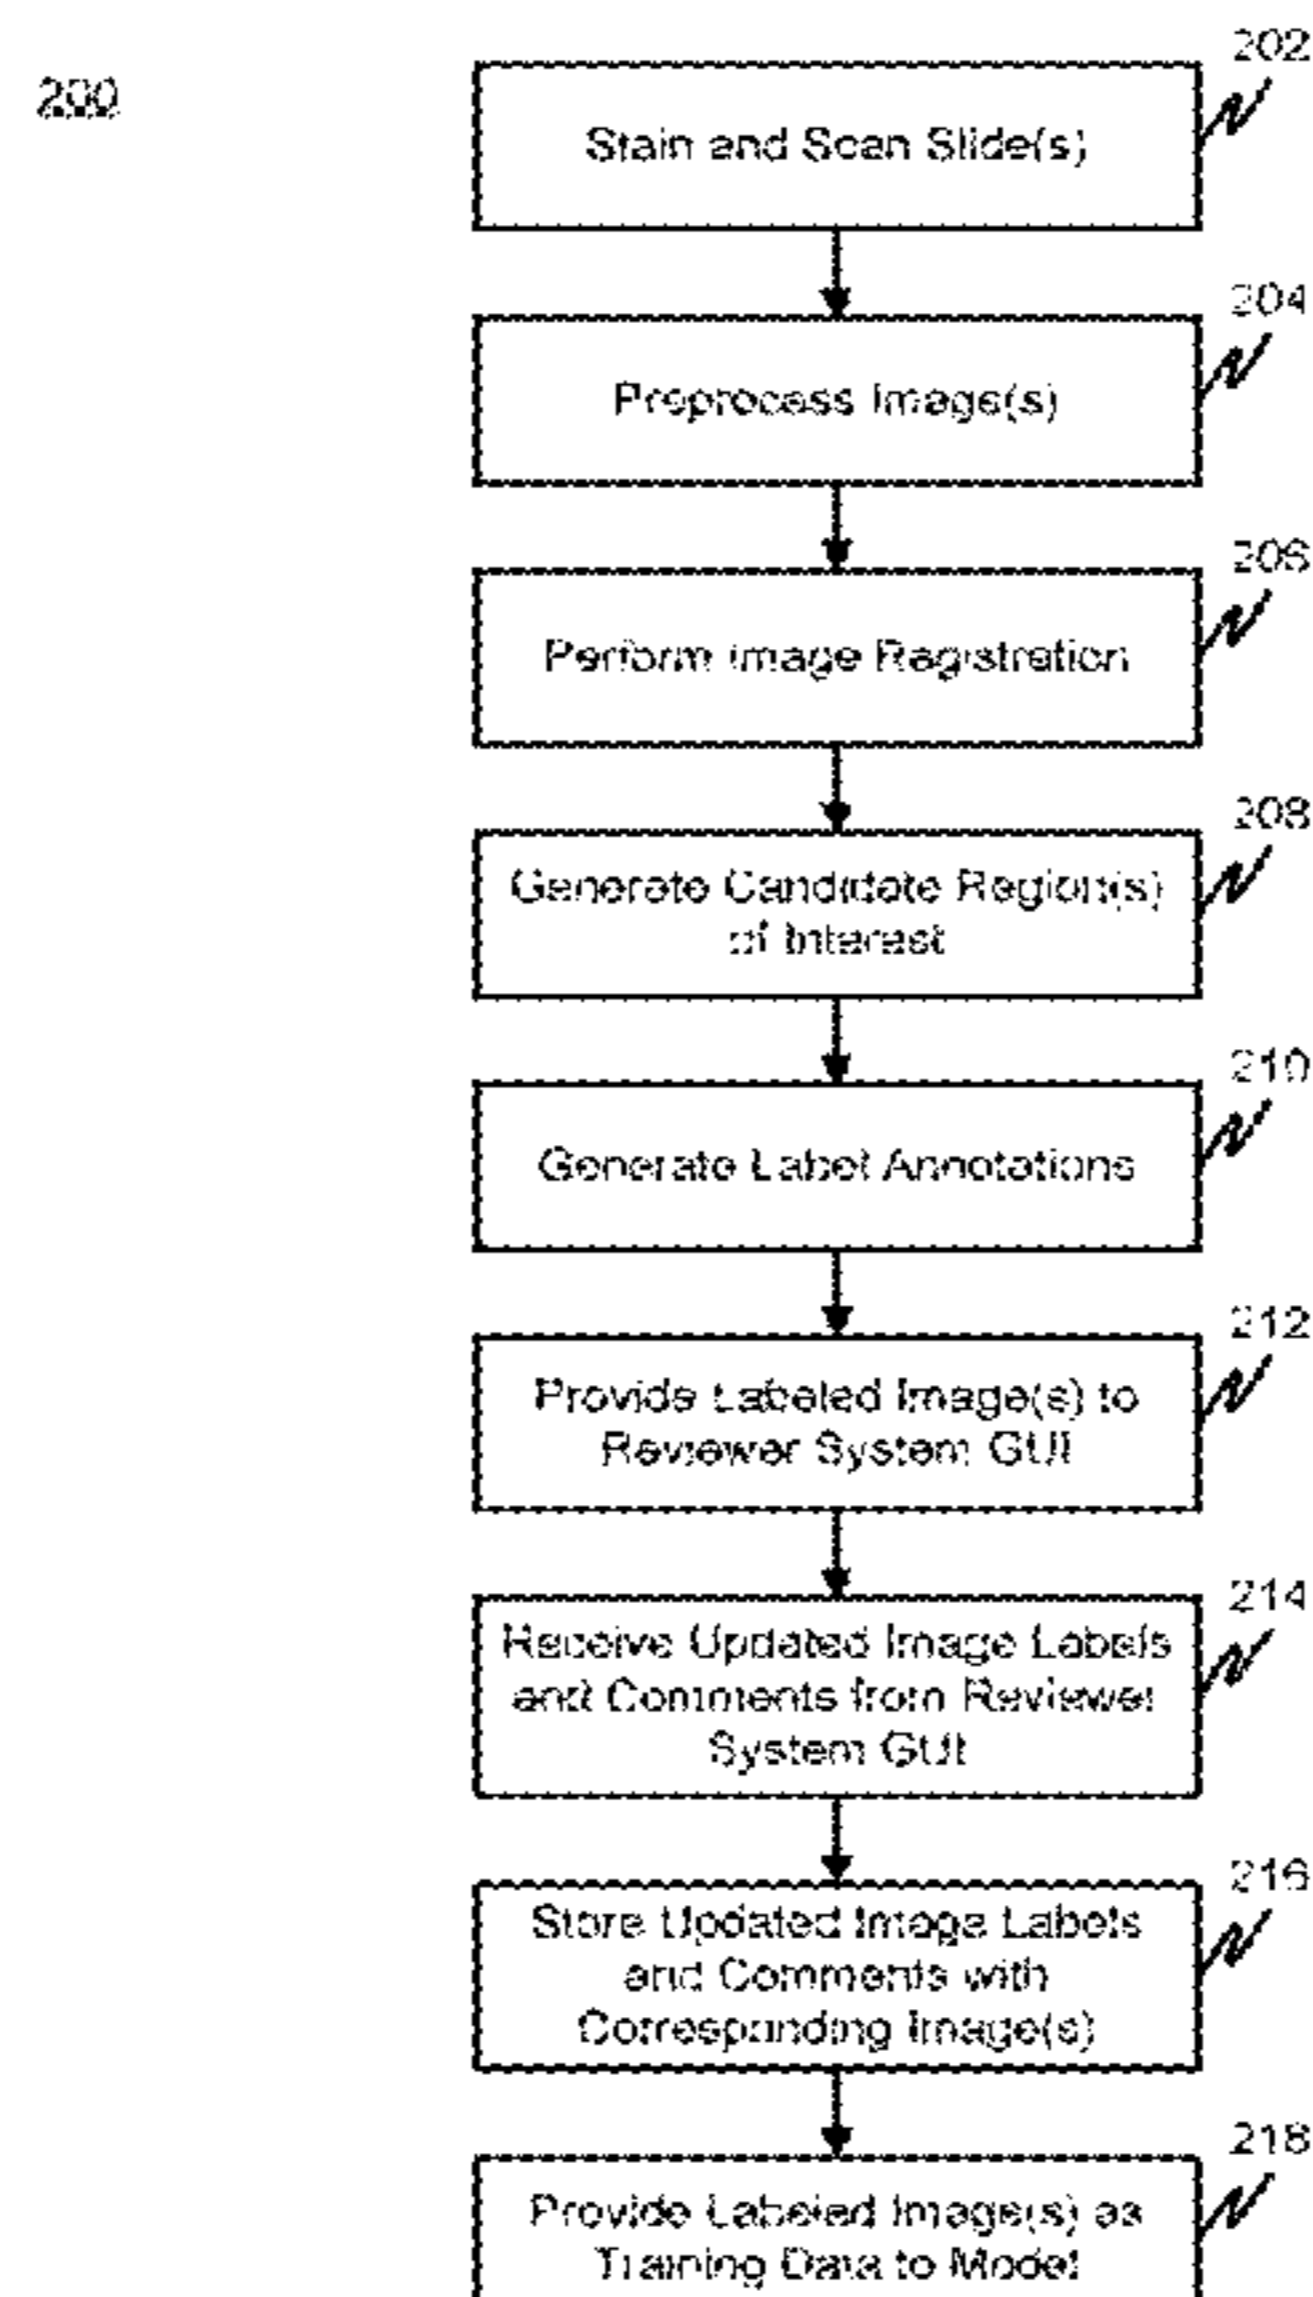 200
202
Stain and Scan Slide(s)
204
Preprocess Image(s)
206
Perform Image Registration
208
Generate Candidate Region(s)
of Interest
210
Generate Label Annotations
212
Provide Labeled Image(s) to
Reviewer System GUI
214
Receive Updated Image Labels
and Comments from Reviewer
System GUI
216
Store Updated Image Labels
and Comments with
Corresponding Image(s)
218
Provide Labeled Image(s) as
Training Data to Model